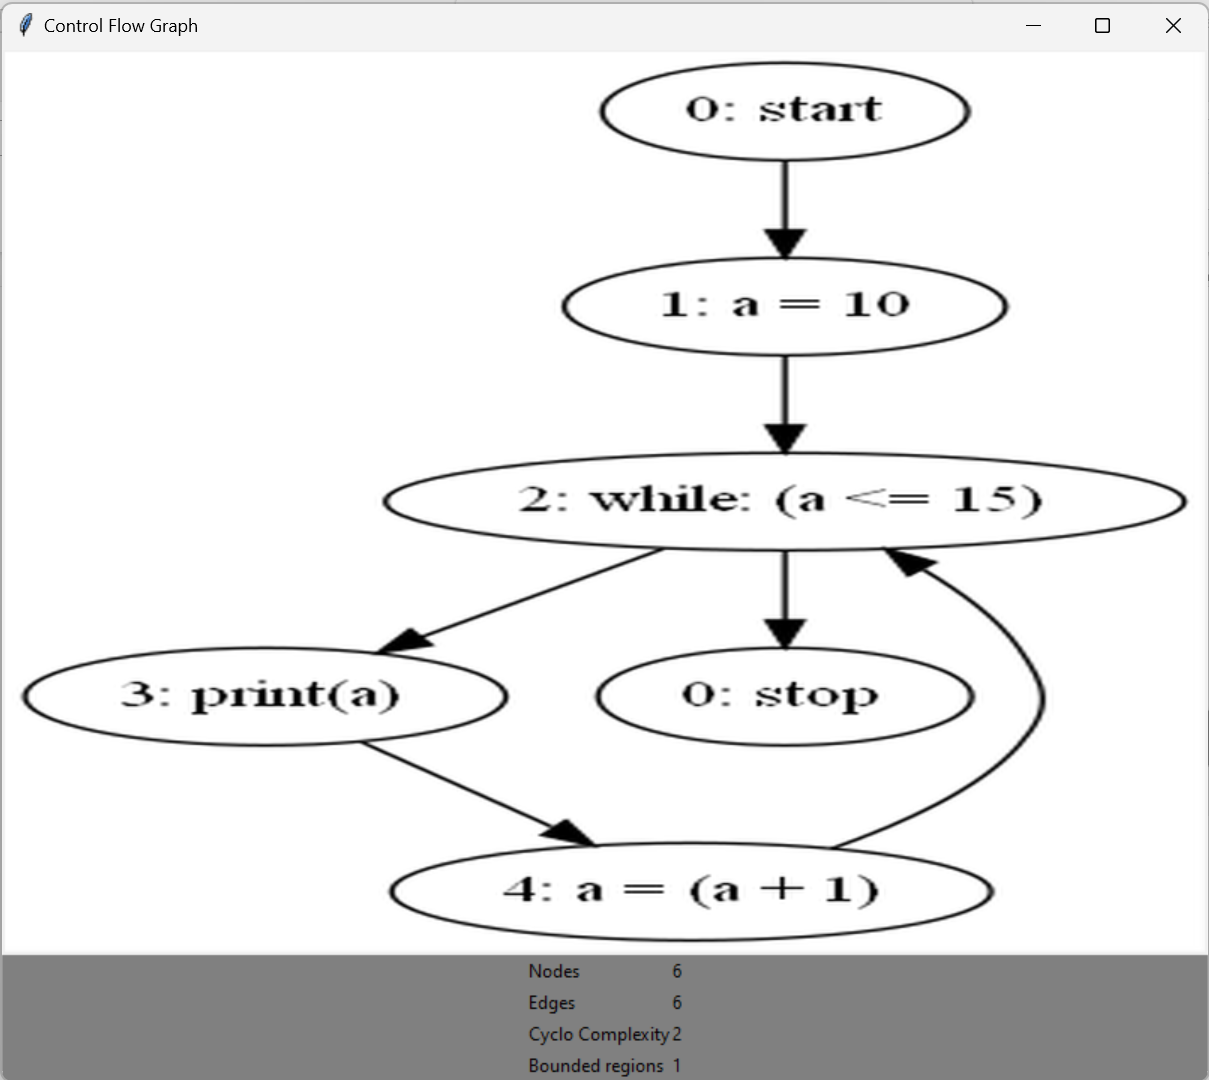 Control Flow Graph
0: start
1: a = 10
2: while: (a <= 15)
3: print(a)
0: stop
4: a = (a + 1)
Nodes 6
Edges 6
Cyclo Complexity 2
Bounded regions 1